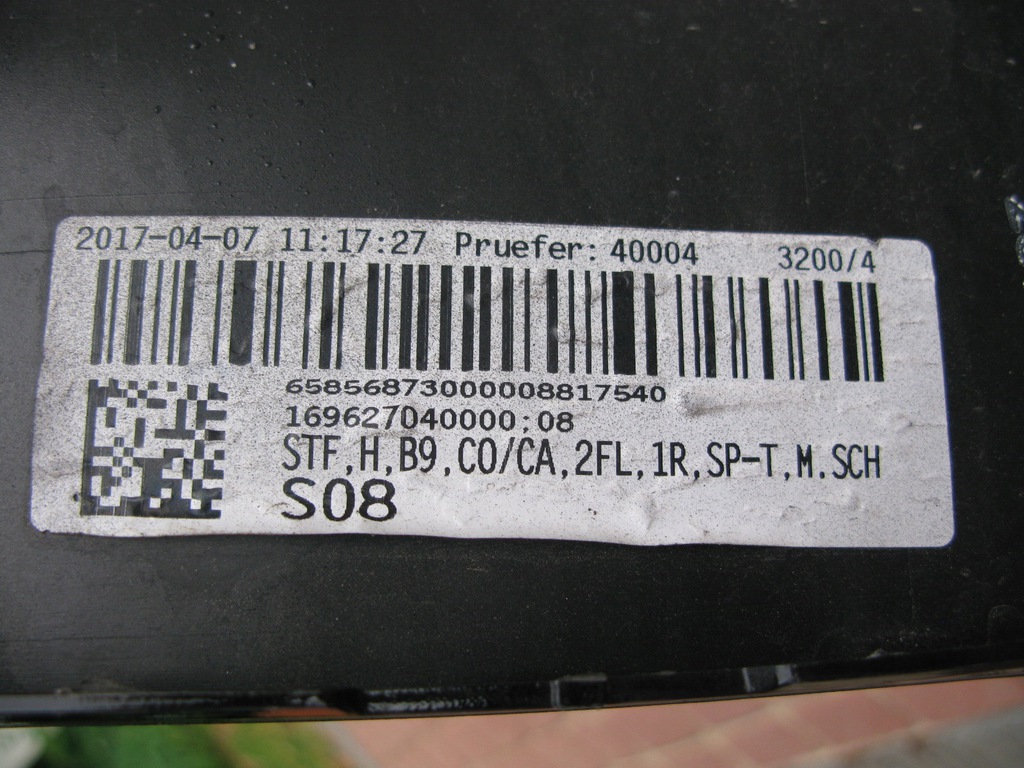 2017-04-07 11:17:27 Pruefer: 40004 3200/4
65856873000008817540
169627040000:08
STF,H,B9,CO/CA,2FL,1R,SP-T,M.SCH
S08